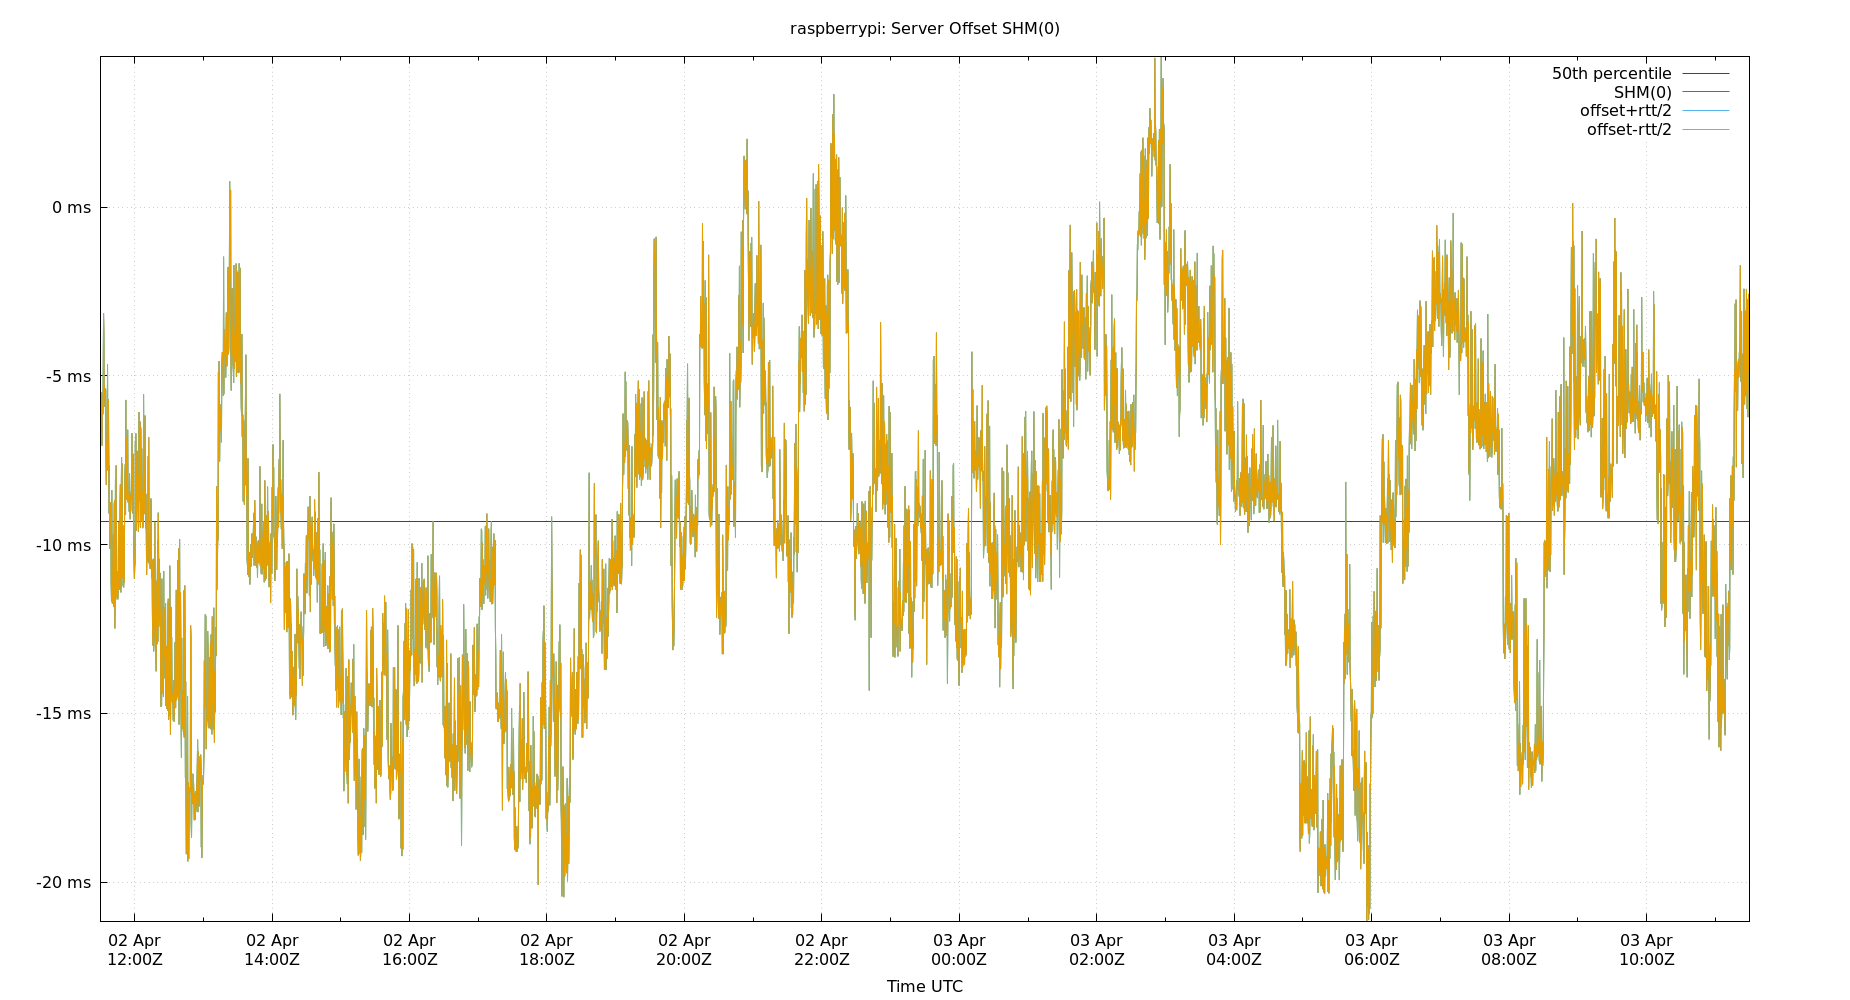 raspberrypi: Server Offset SHM(0)
50th percentile
SHM(0)
offset+rtt/2
offset-rtt/2
0 ms
-5 ms
-10 ms
-15 ms
-20 ms
02 Apr 02 Apr 02 Apr 02 Apr 02 Apr 02 Apr 03 Apr 03 Apr 03 Apr 03 Apr 03 Apr 03 Apr
12:00Z 14:00Z 16:00Z 18:00Z 20:00Z 22:00Z 00:00Z 02:00Z 04:00Z 06:00Z 08:00Z 10:00Z
Time UTC